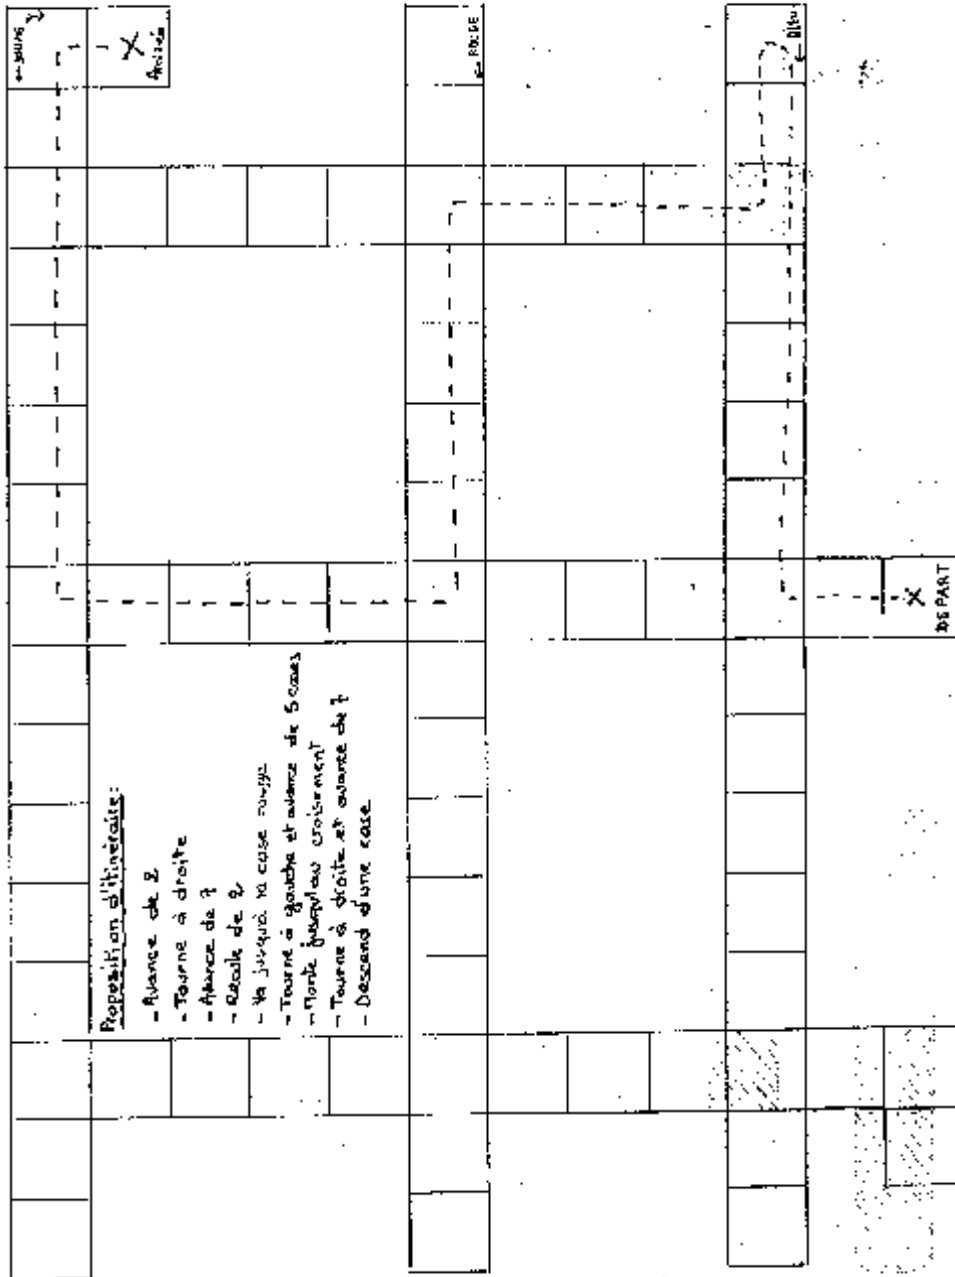 ← JAUNE
Arrivée
← ROUGE
← BLEU
DEPART
Proposition d'itinéraire:
- Avance de 2
- Tourne à droite
- Avance de 7
- Recule de 2
- Va jusqu'à la case rouge
- Tourne à gauche et avance de 5 cases
- Monte jusqu'au croisement
- Tourne à droite et avance de 7
- Descend d'une case